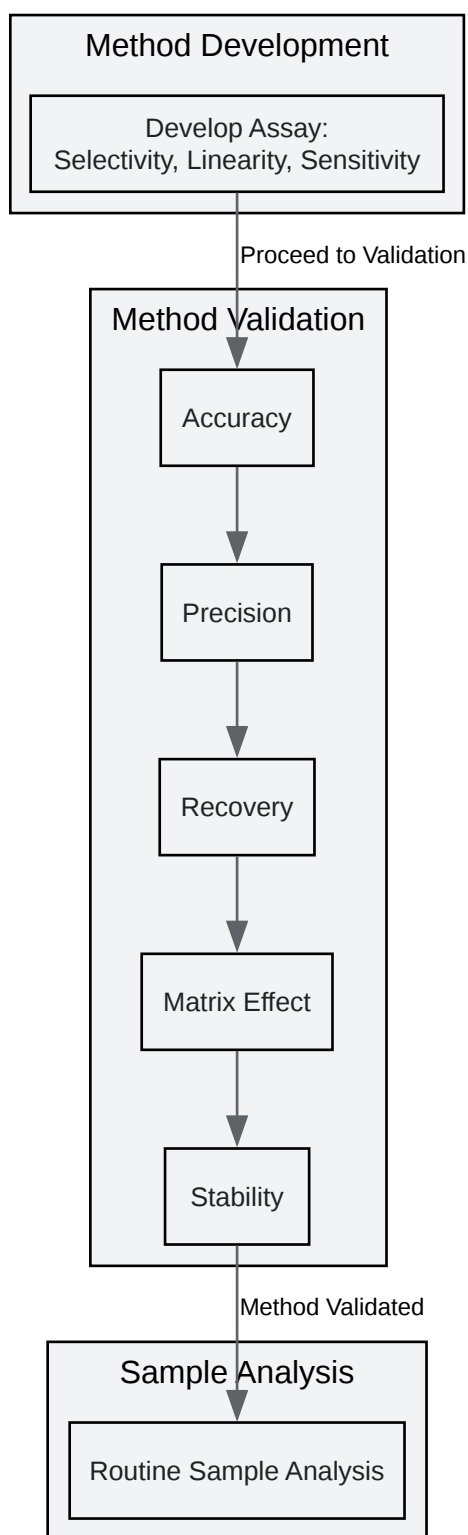 Method Development
Develop Assay:
Selectivity, Linearity, Sensitivity
Proceed to Validation
Method Validation
Accuracy
Precision
Recovery
Matrix Effect
Stability
Method Validated
Sample Analysis
Routine Sample Analysis